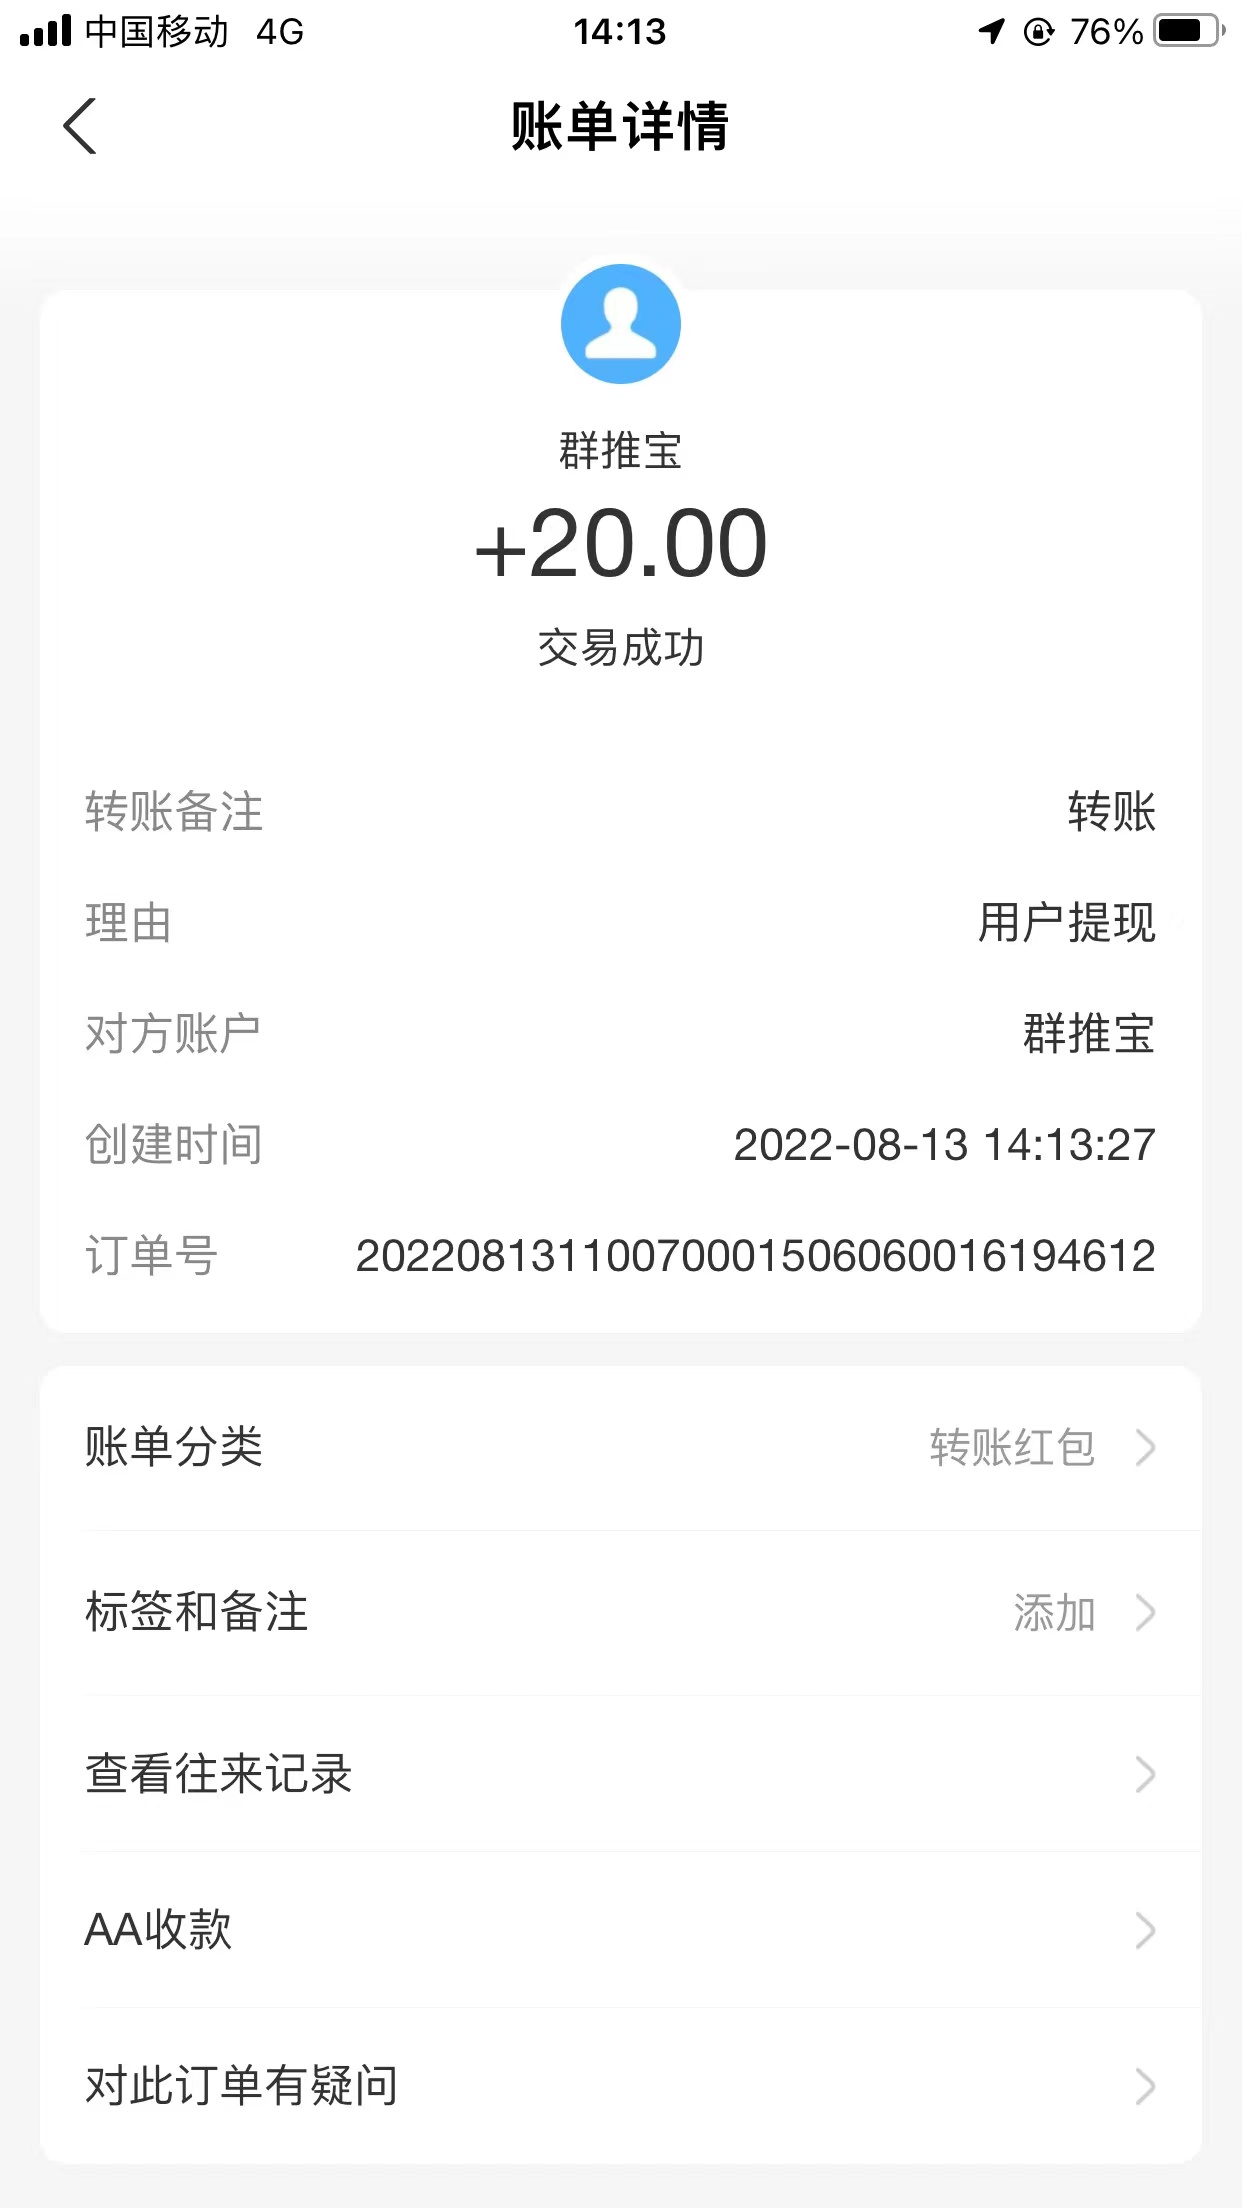 中国移动 4G 14:13 76%
账单详情
群推宝
+20.00
交易成功
转账备注 转账
理由 用户提现
对方账户 群推宝
创建时间 2022-08-13 14:13:27
订单号 20220813110070001506060016194612
账单分类 转账红包
标签和备注 添加
查看往来记录
AA收款
对此订单有疑问